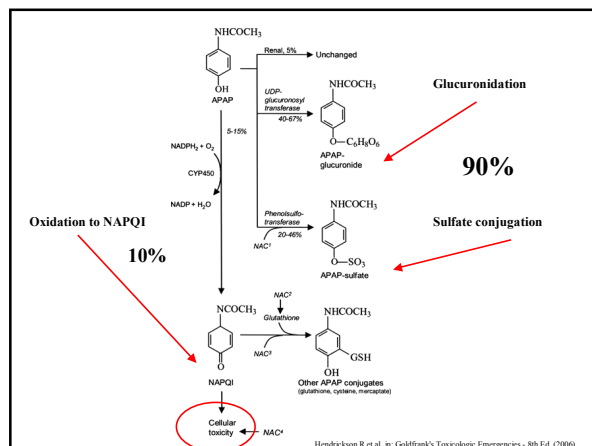 NHCOCH3
OH
APAP
Renal, 5%
Unchanged
UDP-
glucuronosyl
transferase
40-67%
NHCOCH3
O—C6H8O6
APAP-
glucuronide
Glucuronidation
90%
5-15%
NADPH2 + O2
CYP450
NADP + H2O
Oxidation to NAPQI
10%
Phenolsulfo-
transferase
20-46%
NAC1
NHCOCH3
O—SO3
APAP-sulfate
Sulfate conjugation
NCOCH3
O
NAPQI
NAC2
Glutathione
NAC3
NHCOCH3
GSH
OH
Other APAP conjugates
(glutathione, cysteine, mercaptate)
Cellular
toxicity
NAC4
Hendrickson R et al. in: Goldfrank's Toxicologic Emergencies - 8th Ed. (2006)